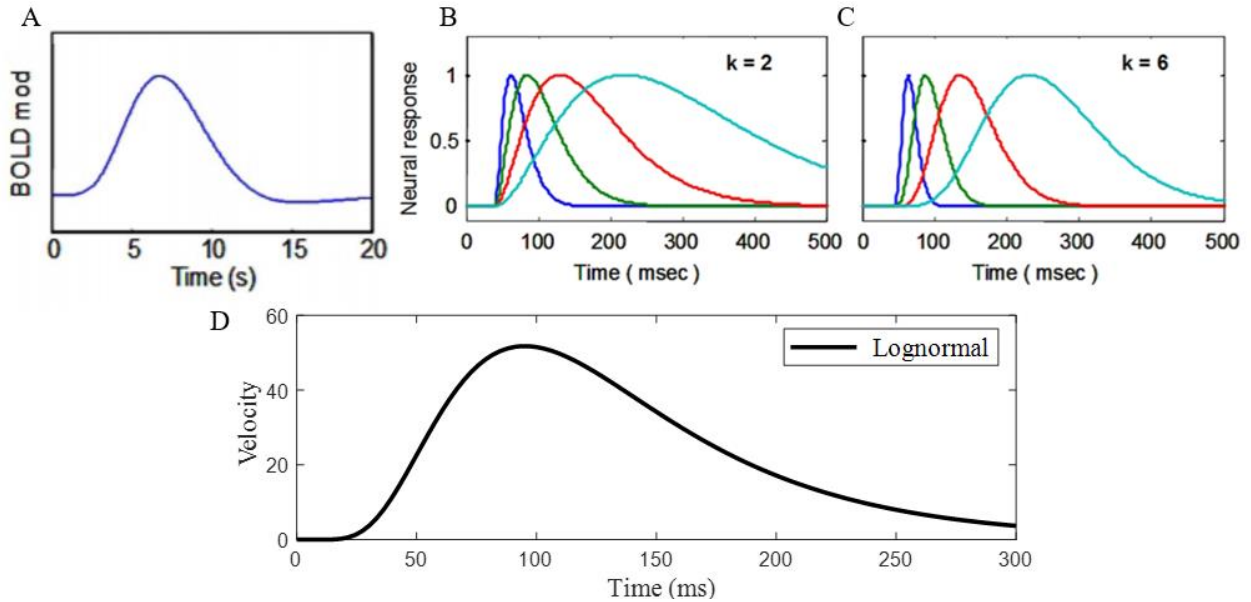 A
BOLD mod
0 5 10 15 20
Time (s)
B
Neural response
1
0.5
0
k = 2
0 100 200 300 400 500
Time ( msec )
C
k = 6
0 100 200 300 400 500
Time ( msec )
D
Velocity
60
40
20
0
Lognormal
0 50 100 150 200 250 300
Time (ms)